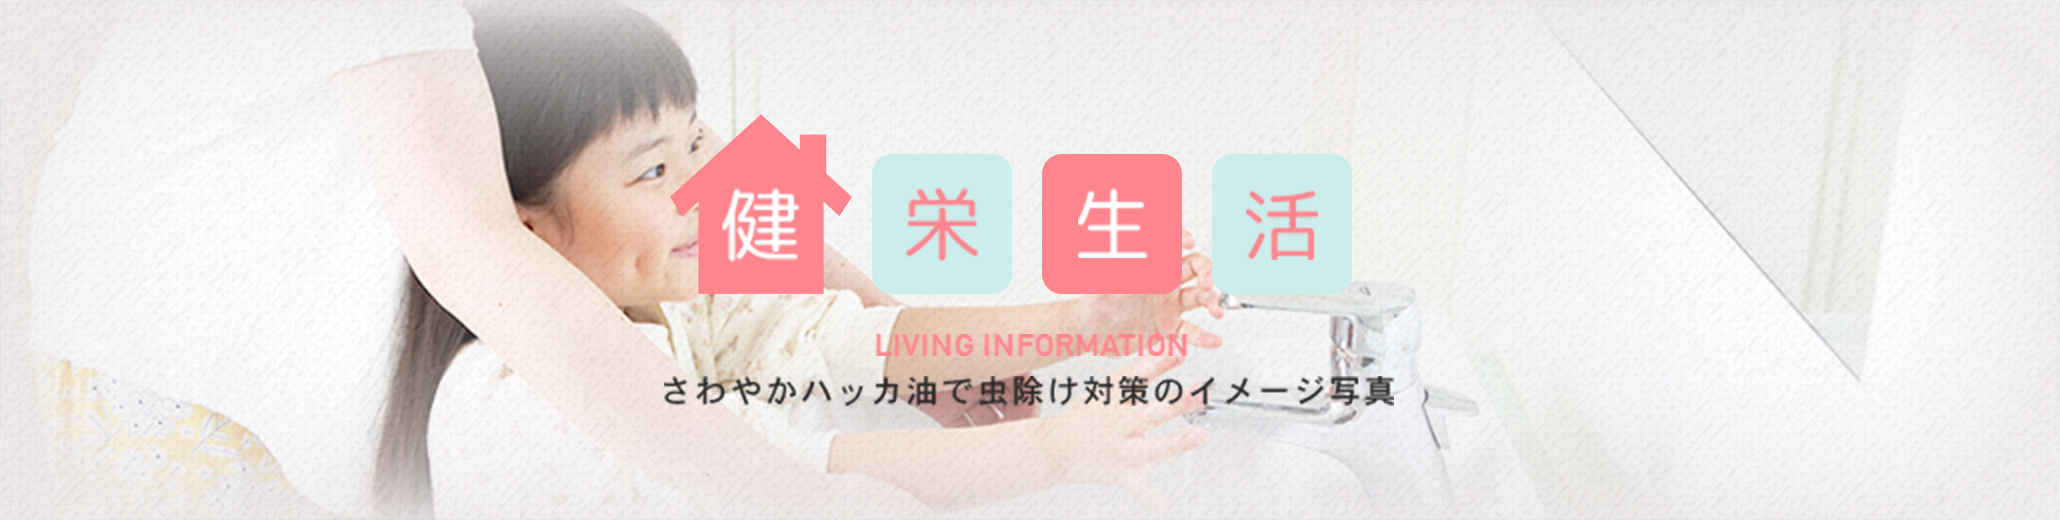 健栄生活
LIVING INFORMATION
さわやかハッカ油で虫除け対策のイメージ写真